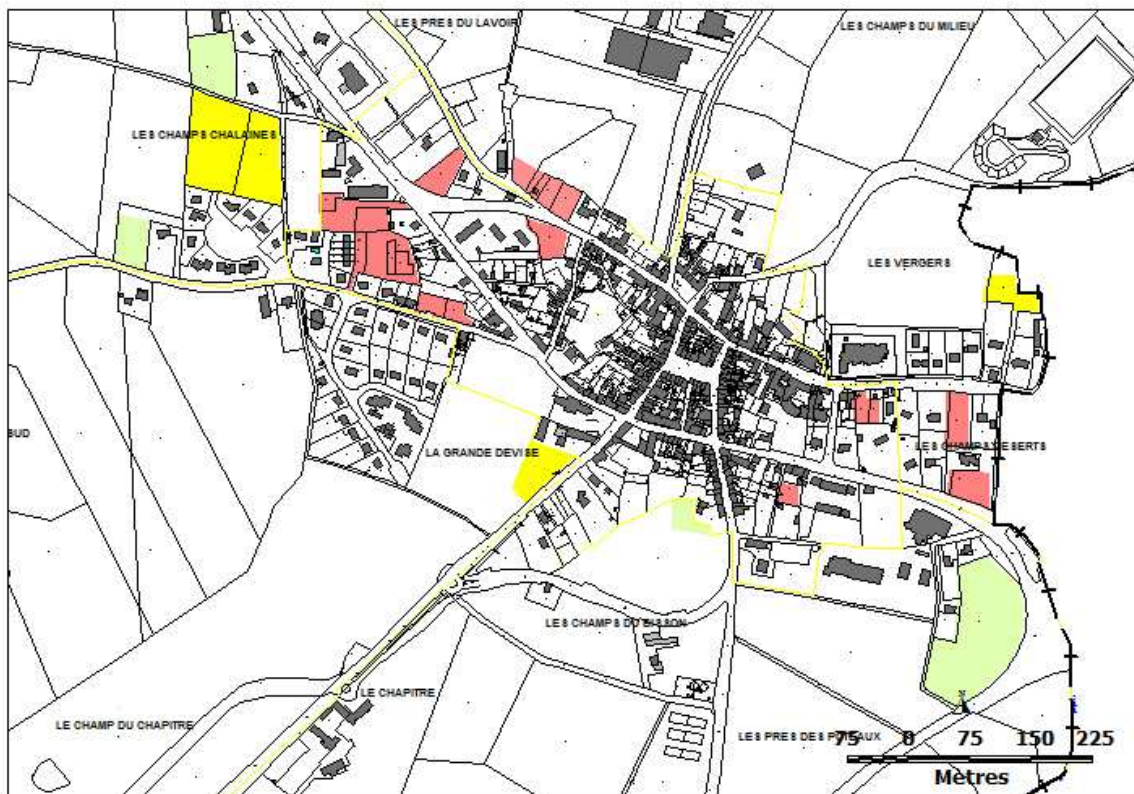 LES PRES DU LAVOIR
LES CHAMPS DU MILIEU
LES CHAMPS CHALAINES
LES VERGERS
BUD
LA GRANDE DEVISE
LES CHAMPS DESERTS
LES CHAMPS DU BISSON
LE CHAPITRE
LE CHAMP DU CHAPITRE
LES PRES DES PUTEAUX
75 0 75 150 225
Mètres